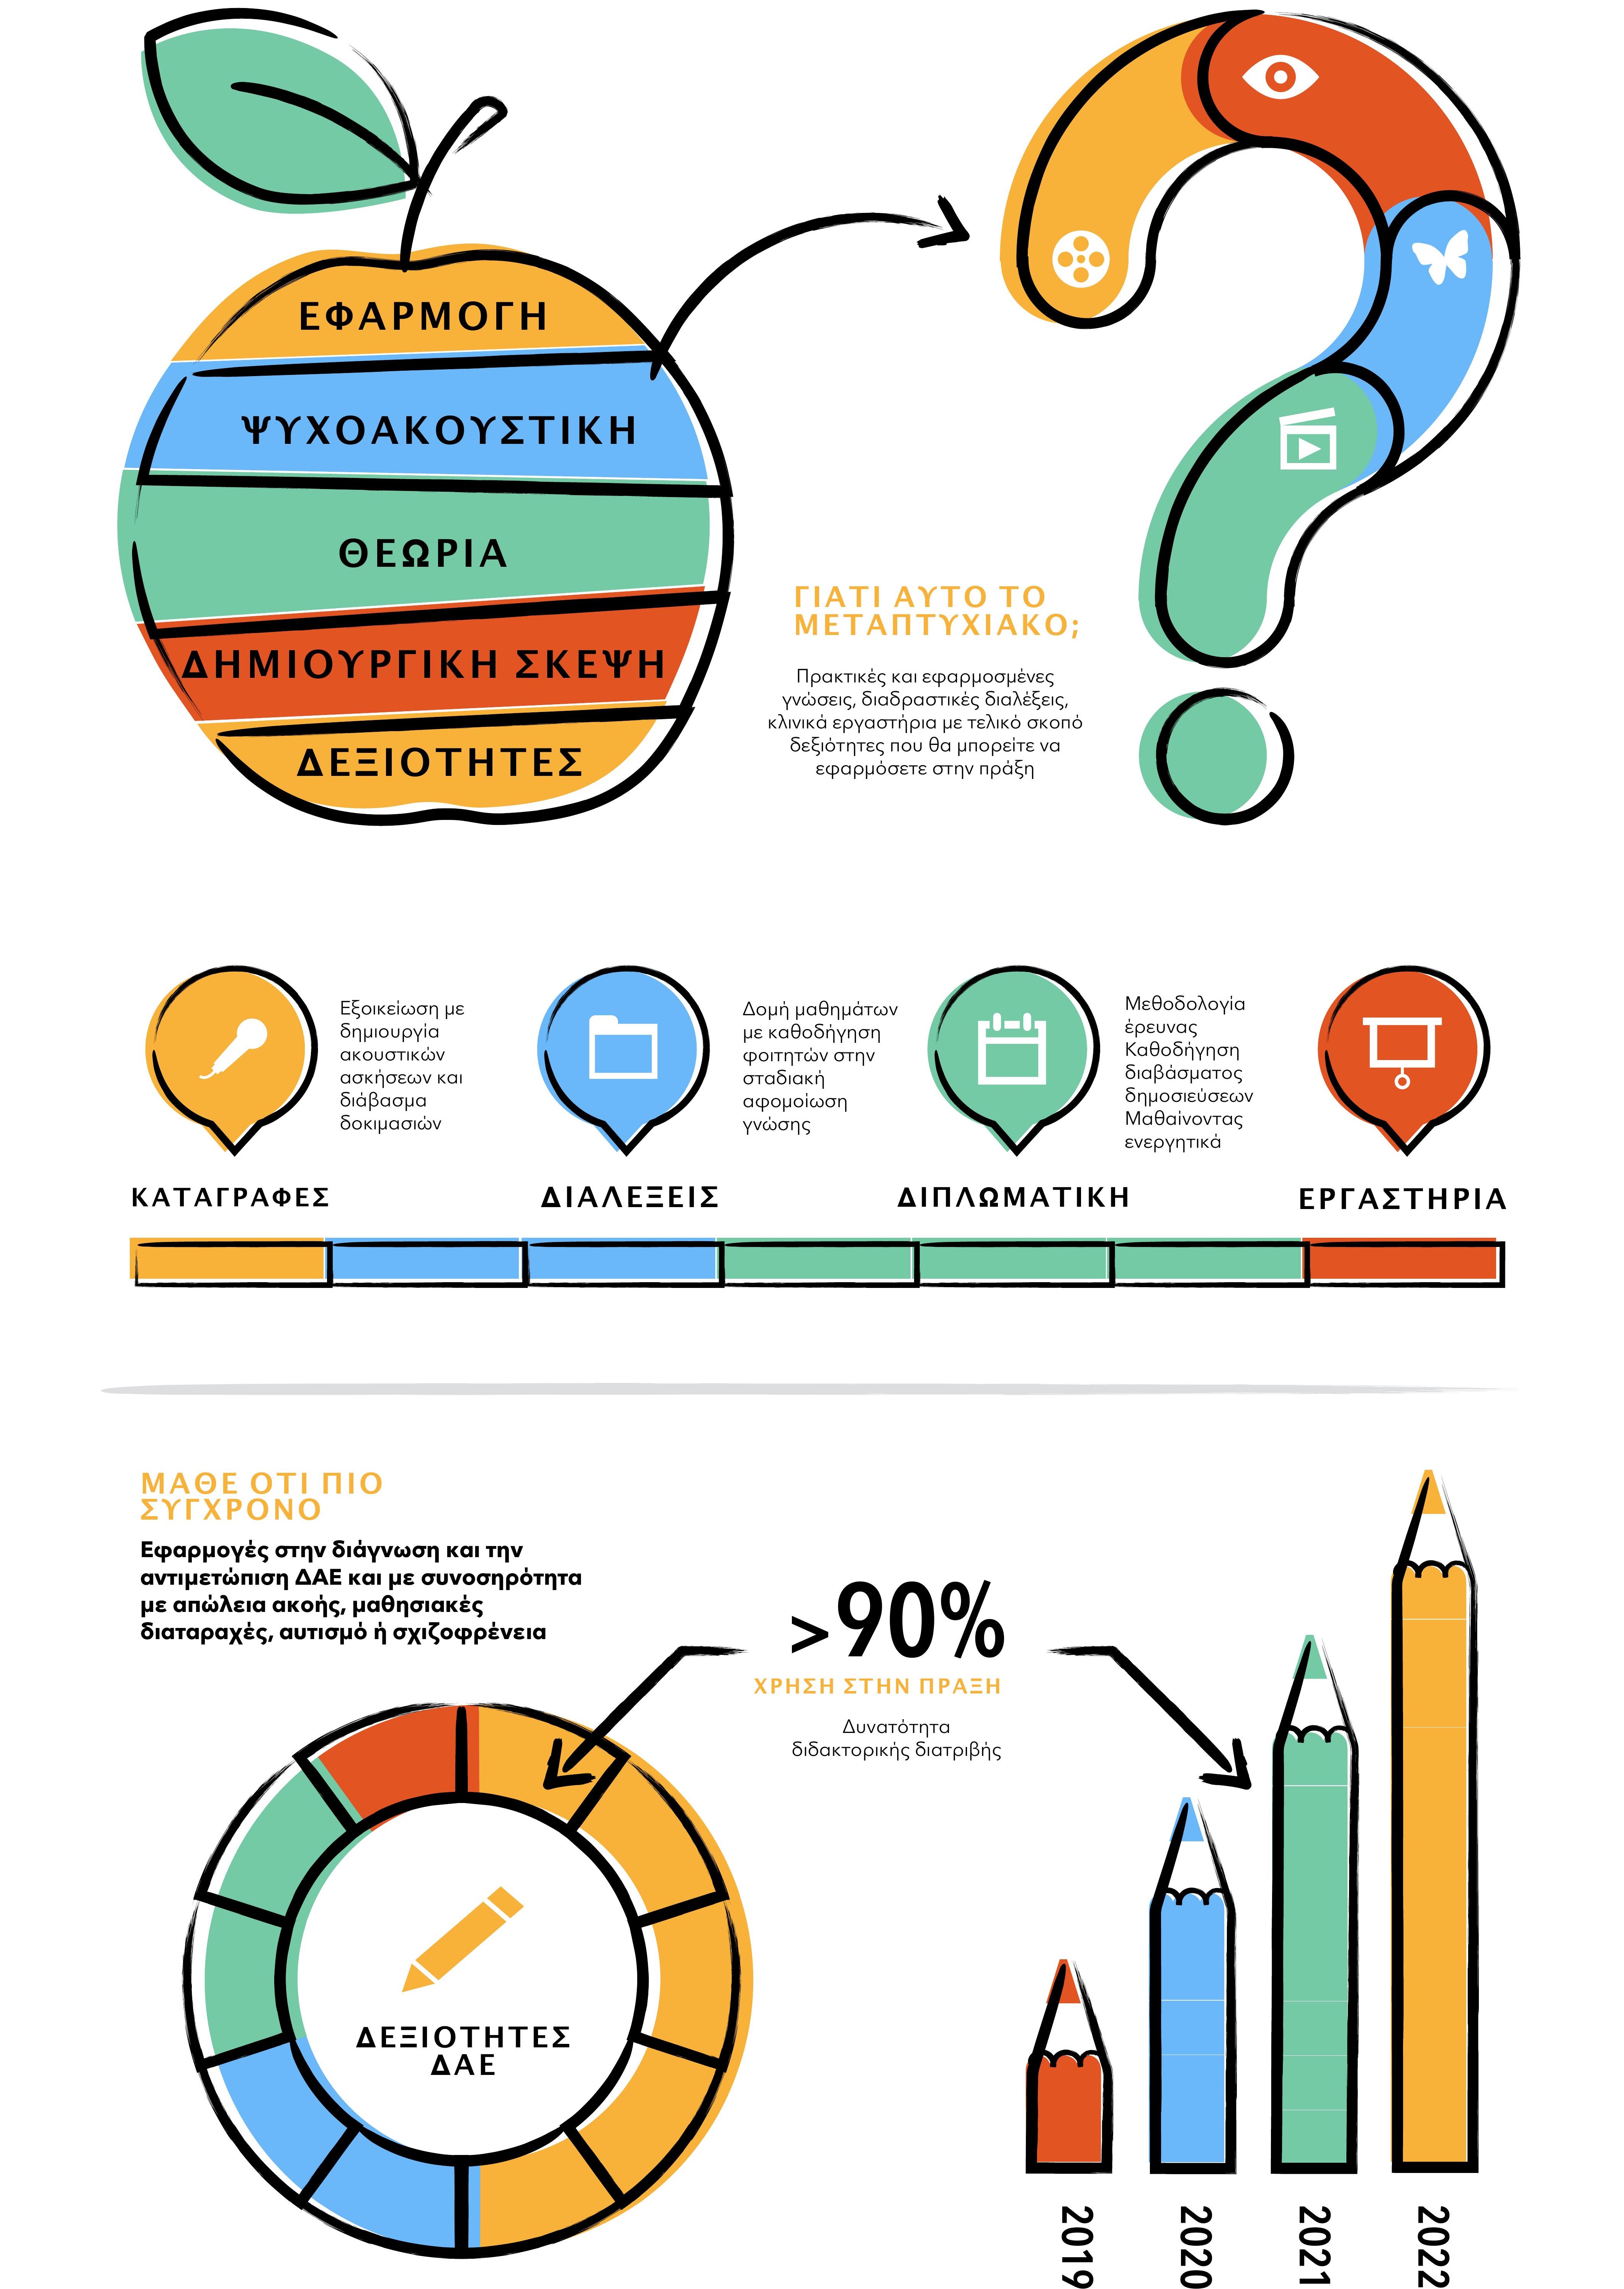 ΕΦΑΡΜΟΓΗ
ΨΥΧΟΑΚΟΥΣΤΙΚΗ
ΘΕΩΡΙΑ
ΔΗΜΙΟΥΡΓΙΚΗ ΣΚΕΨΗ
ΔΕΞΙΟΤΗΤΕΣ
ΓΙΑΤΙ ΑΥΤΟ ΤΟ
ΜΕΤΑΠΤΥΧΙΑΚΟ;
Πρακτικές και εφαρμοσμένες
γνώσεις, διαδραστικές διαλέξεις,
κλινικά εργαστήρια με τελικό σκοπό
δεξιότητες που θα μπορείτε να
εφαρμόσετε στην πράξη
Εξοικείωση με
δημιουργία
ακουστικών
ασκήσεων και
διάβασμα
δοκιμασιών
Δομή μαθημάτων
με καθοδήγηση
φοιτητών στην
σταδιακή
αφομοίωση
γνώσης
Μεθοδολογία
έρευνας
Καθοδήγηση
διαβάσματος
δημοσιεύσεων
Μαθαίνοντας
ενεργητικά
ΚΑΤΑΓΡΑΦΕΣ
ΔΙΑΛΕΞΕΙΣ
ΔΙΠΛΩΜΑΤΙΚΗ
ΕΡΓΑΣΤΗΡΙΑ
ΜΑΘΕ ΟΤΙ ΠΙΟ
ΣΥΓΧΡΟΝΟ
Εφαρμογές στην διάγνωση και την
αντιμετώπιση ΔΑΕ και με συνοσηρότητα
με απώλεια ακοής, μαθησιακές
διαταραχές, αυτισμό ή σχιζοφρένεια
>90%
ΧΡΗΣΗ ΣΤΗΝ ΠΡΑΞΗ
Δυνατότητα
διδακτορικής διατριβής
ΔΕΞΙΟΤΗΤΕΣ
ΔΑΕ
2019
2020
2021
2022